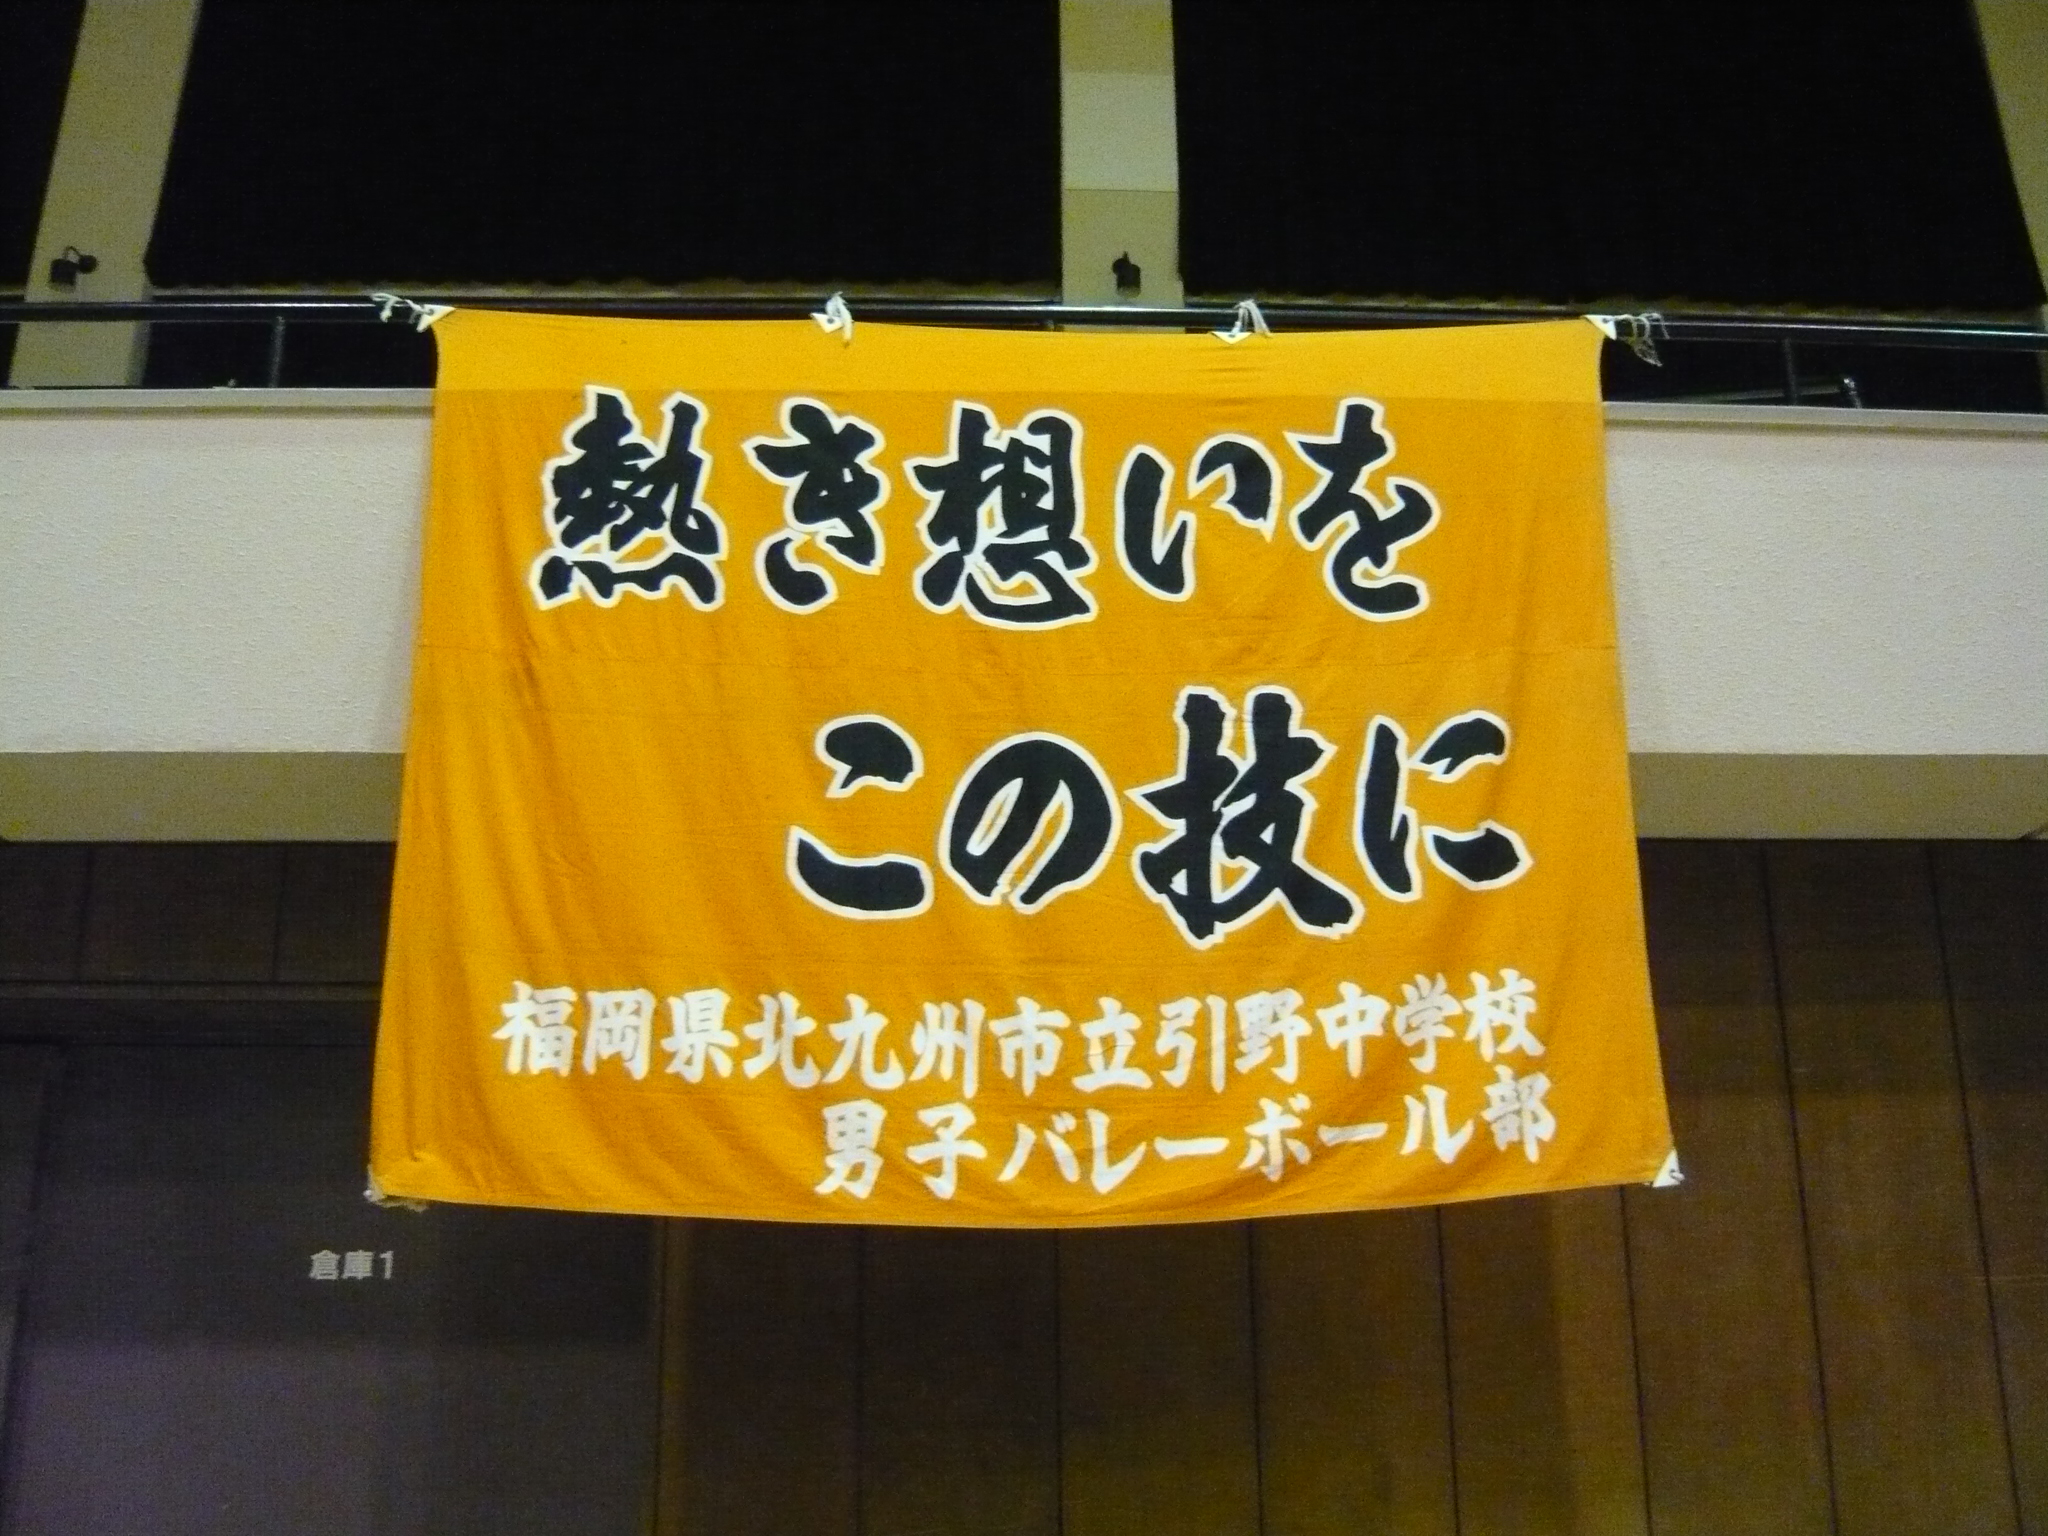 熱き想いを
この技に
福岡県北九州市立引野中学校
男子バレーボール部
倉庫1